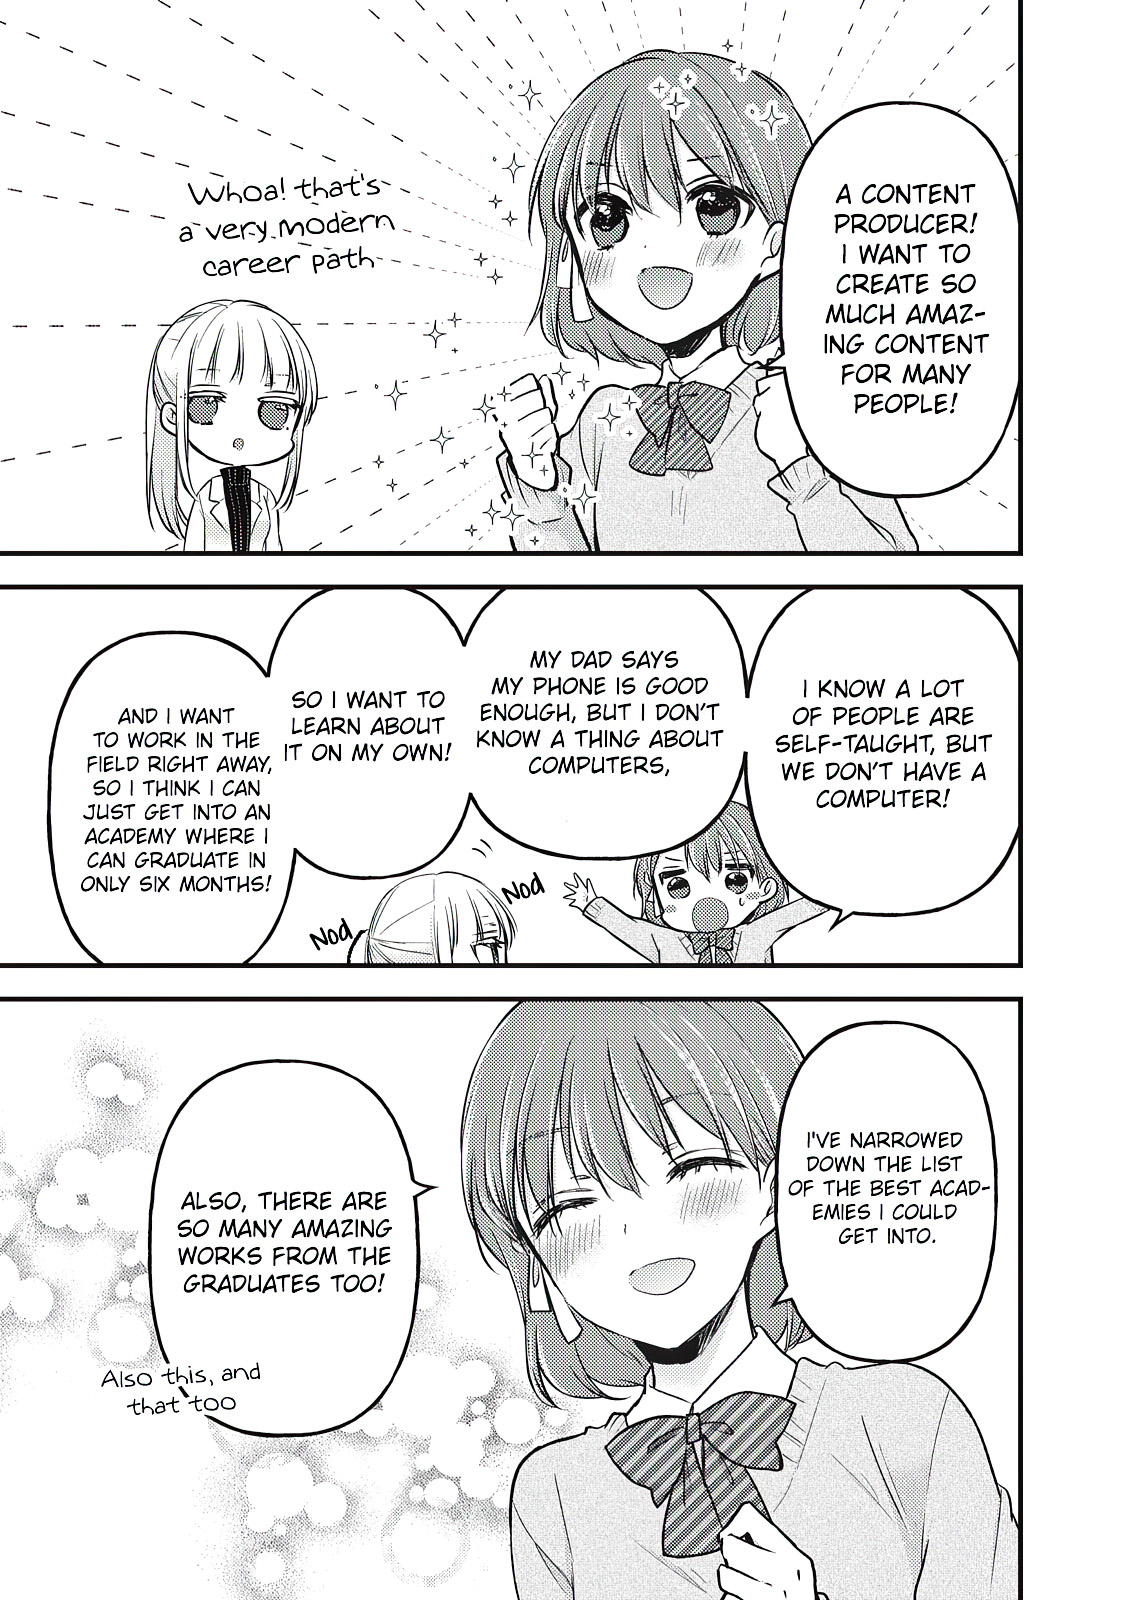 A CONTENT
PRODUCER!
I WANT TO
CREATE SO
MUCH AMAZ-
ING CONTENT
FOR MANY
PEOPLE!
Whoa! that's
a very modern
career path
I KNOW A LOT
OF PEOPLE ARE
SELF-TAUGHT, BUT
WE DON'T HAVE A
COMPUTER!
MY DAD SAYS
MY PHONE IS GOOD
ENOUGH, BUT I DON'T
KNOW A THING ABOUT
COMPUTERS,
SO I WANT TO
LEARN ABOUT
IT ON MY OWN!
AND I WANT
TO WORK IN THE
FIELD RIGHT AWAY,
SO I THINK I CAN
JUST GET INTO AN
ACADEMY WHERE I
CAN GRADUATE IN
ONLY SIX MONTHS!
Nod
Nod
I'VE NARROWED
DOWN THE LIST
OF THE BEST ACAD-
EMIES I COULD
GET INTO.
ALSO, THERE ARE
SO MANY AMAZING
WORKS FROM THE
GRADUATES TOO!
Also this, and
that too